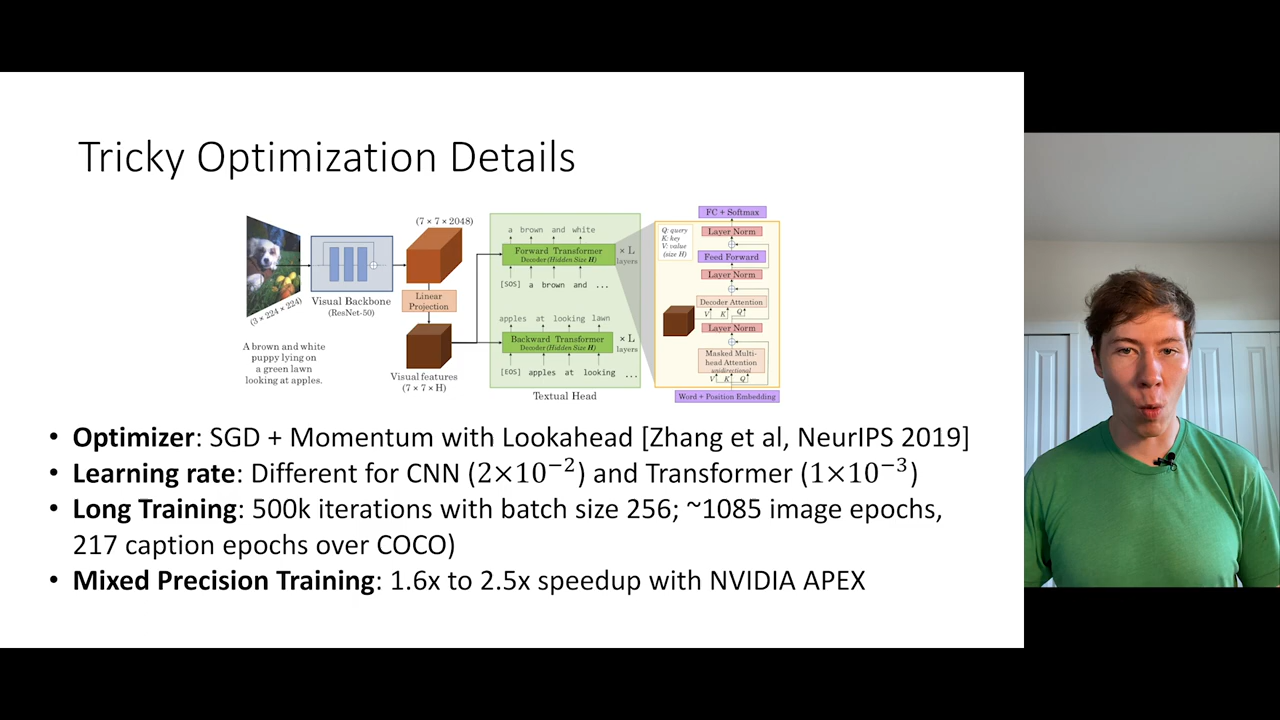 Tricky Optimization Details
(3 × 224 × 224)
A brown and white
puppy lying on
a green lawn
looking at apples.
Visual Backbone
(ResNet-50)
(7 × 7 × 2048)
Linear
Projection
Visual features
(7 × 7 × H)
a brown and white
Forward Transformer
Decoder (Hidden Size H)
× L
layers
[SOS] a brown and ...
apples at looking lawn
Backward Transformer
Decoder (Hidden Size H)
× L
layers
[EOS] apples at looking ...
Textual Head
Q: query
K: key
V: value
(size H)
FC + Softmax
Layer Norm
Feed Forward
Layer Norm
Decoder Attention
V K Q
Layer Norm
Masked Multi-
head Attention
unidirectional
V K Q
Word + Position Embedding
• Optimizer: SGD + Momentum with Lookahead [Zhang et al, NeurIPS 2019]
• Learning rate: Different for CNN (2×10⁻²) and Transformer (1×10⁻³)
• Long Training: 500k iterations with batch size 256; ~1085 image epochs,
217 caption epochs over COCO)
• Mixed Precision Training: 1.6x to 2.5x speedup with NVIDIA APEX